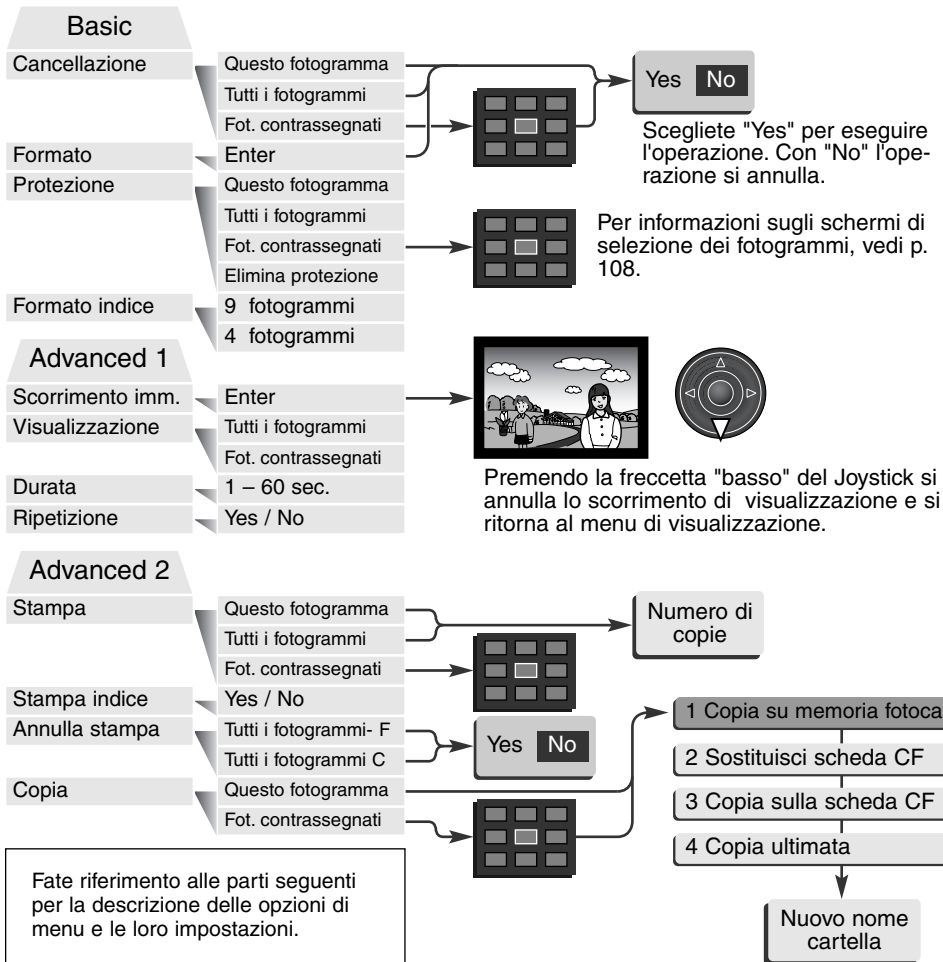 Basic
Cancellazione
Questo fotogramma
Tutti i fotogrammi
Fot. contrassegnati
Yes No
Scegliete "Yes" per eseguire
l'operazione. Con "No" l'ope-
razione si annulla.
Formato
Enter
Protezione
Questo fotogramma
Tutti i fotogrammi
Fot. contrassegnati
Elimina protezione
Per informazioni sugli schermi di
selezione dei fotogrammi, vedi p.
108.
Formato indice
9 fotogrammi
4 fotogrammi
Advanced 1
Scorrimento imm.
Enter
Visualizzazione
Tutti i fotogrammi
Fot. contrassegnati
Durata
1 – 60 sec.
Ripetizione
Yes / No
Premendo la freccetta "basso" del Joystick si
annulla lo scorrimento di visualizzazione e si
ritorna al menu di visualizzazione.
Advanced 2
Stampa
Questo fotogramma
Tutti i fotogrammi
Fot. contrassegnati
Numero di
copie
Stampa indice
Yes / No
Annulla stampa
Tutti i fotogrammi- F
Tutti i fotogrammi C
Yes No
Copia
Questo fotogramma
Fot. contrassegnati
1 Copia su memoria fotoca
2 Sostituisci scheda CF
3 Copia sulla scheda CF
4 Copia ultimata
Nuovo nome
cartella
Fate riferimento alle parti seguenti
per la descrizione delle opzioni di
menu e le loro impostazioni.